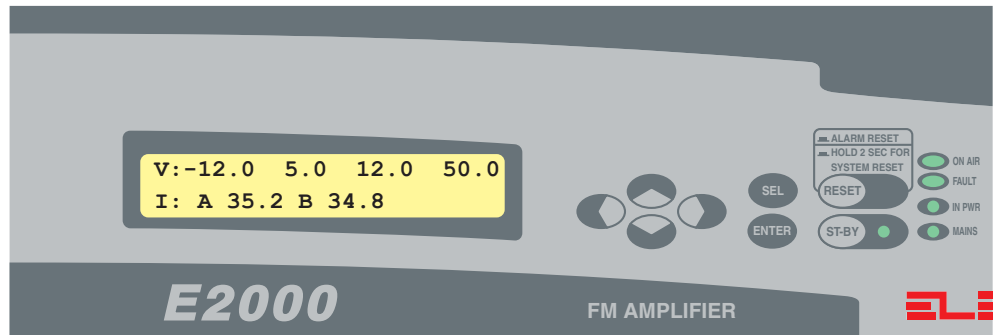 V:-12.0 5.0 12.0 50.0
I: A 35.2 B 34.8
SEL
ENTER
ALARM RESET
HOLD 2 SEC FOR
SYSTEM RESET
RESET
ST-BY
ON AIR
FAULT
IN PWR
MAINS
E2000
FM AMPLIFIER
ELE